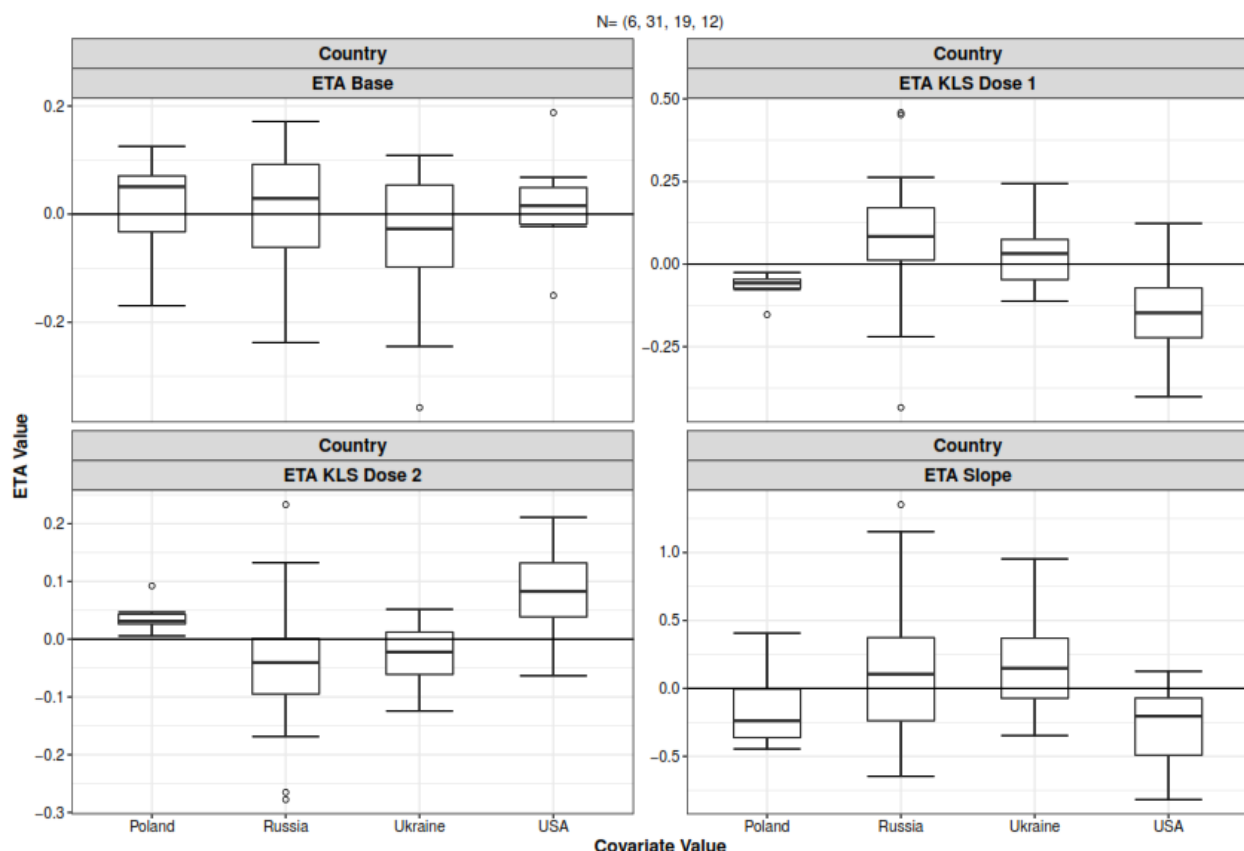 N= (6, 31, 19, 12)
Country
Country
ETA Base
ETA KLS Dose 1
0.2
0.0
−0.2
0.50
0.25
0.00
−0.25
ETA Value
Country
Country
ETA KLS Dose 2
ETA Slope
0.2
0.1
0.0
−0.1
−0.2
−0.3
1.0
0.5
0.0
−0.5
Poland Russia Ukraine USA
Poland Russia Ukraine USA
Covariate Value